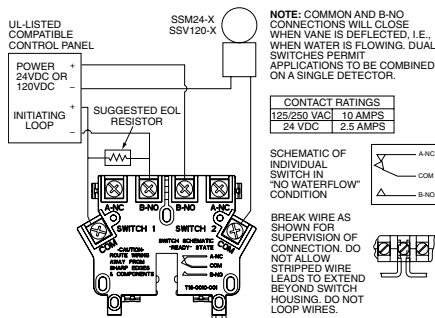 UL-LISTED
COMPATIBLE
CONTROL PANEL
SSM24-X
SSV120-X
POWER
24VDC OR
120VDC
+
–
INITIATING
LOOP
+
–
SUGGESTED EOL
RESISTOR
A-NC
B-NO
B-NO
A-NC
SWITCH 1
SWITCH 2
COM
COM
-CAUTION-
ROUTE WIRING
AWAY FROM
SHARP EDGES
& COMPONENTS
SWITCH SCHEMATIC
"READY" STATE
A-NC
COM
B-NO
T16-0010-001
NOTE: COMMON AND B-NO
CONNECTIONS WILL CLOSE
WHEN VANE IS DEFLECTED, I.E.,
WHEN WATER IS FLOWING. DUAL
SWITCHES PERMIT
APPLICATIONS TO BE COMBINED
ON A SINGLE DETECTOR.
CONTACT RATINGS
125/250 VAC 10 AMPS
24 VDC 2.5 AMPS
SCHEMATIC OF
INDIVIDUAL
SWITCH IN
"NO WATERFLOW"
CONDITION
A-NC
COM
B-NO
BREAK WIRE AS
SHOWN FOR
SUPERVISION OF
CONNECTION. DO
NOT ALLOW
STRIPPED WIRE
LEADS TO EXTEND
BEYOND SWITCH
HOUSING. DO NOT
LOOP WIRES.